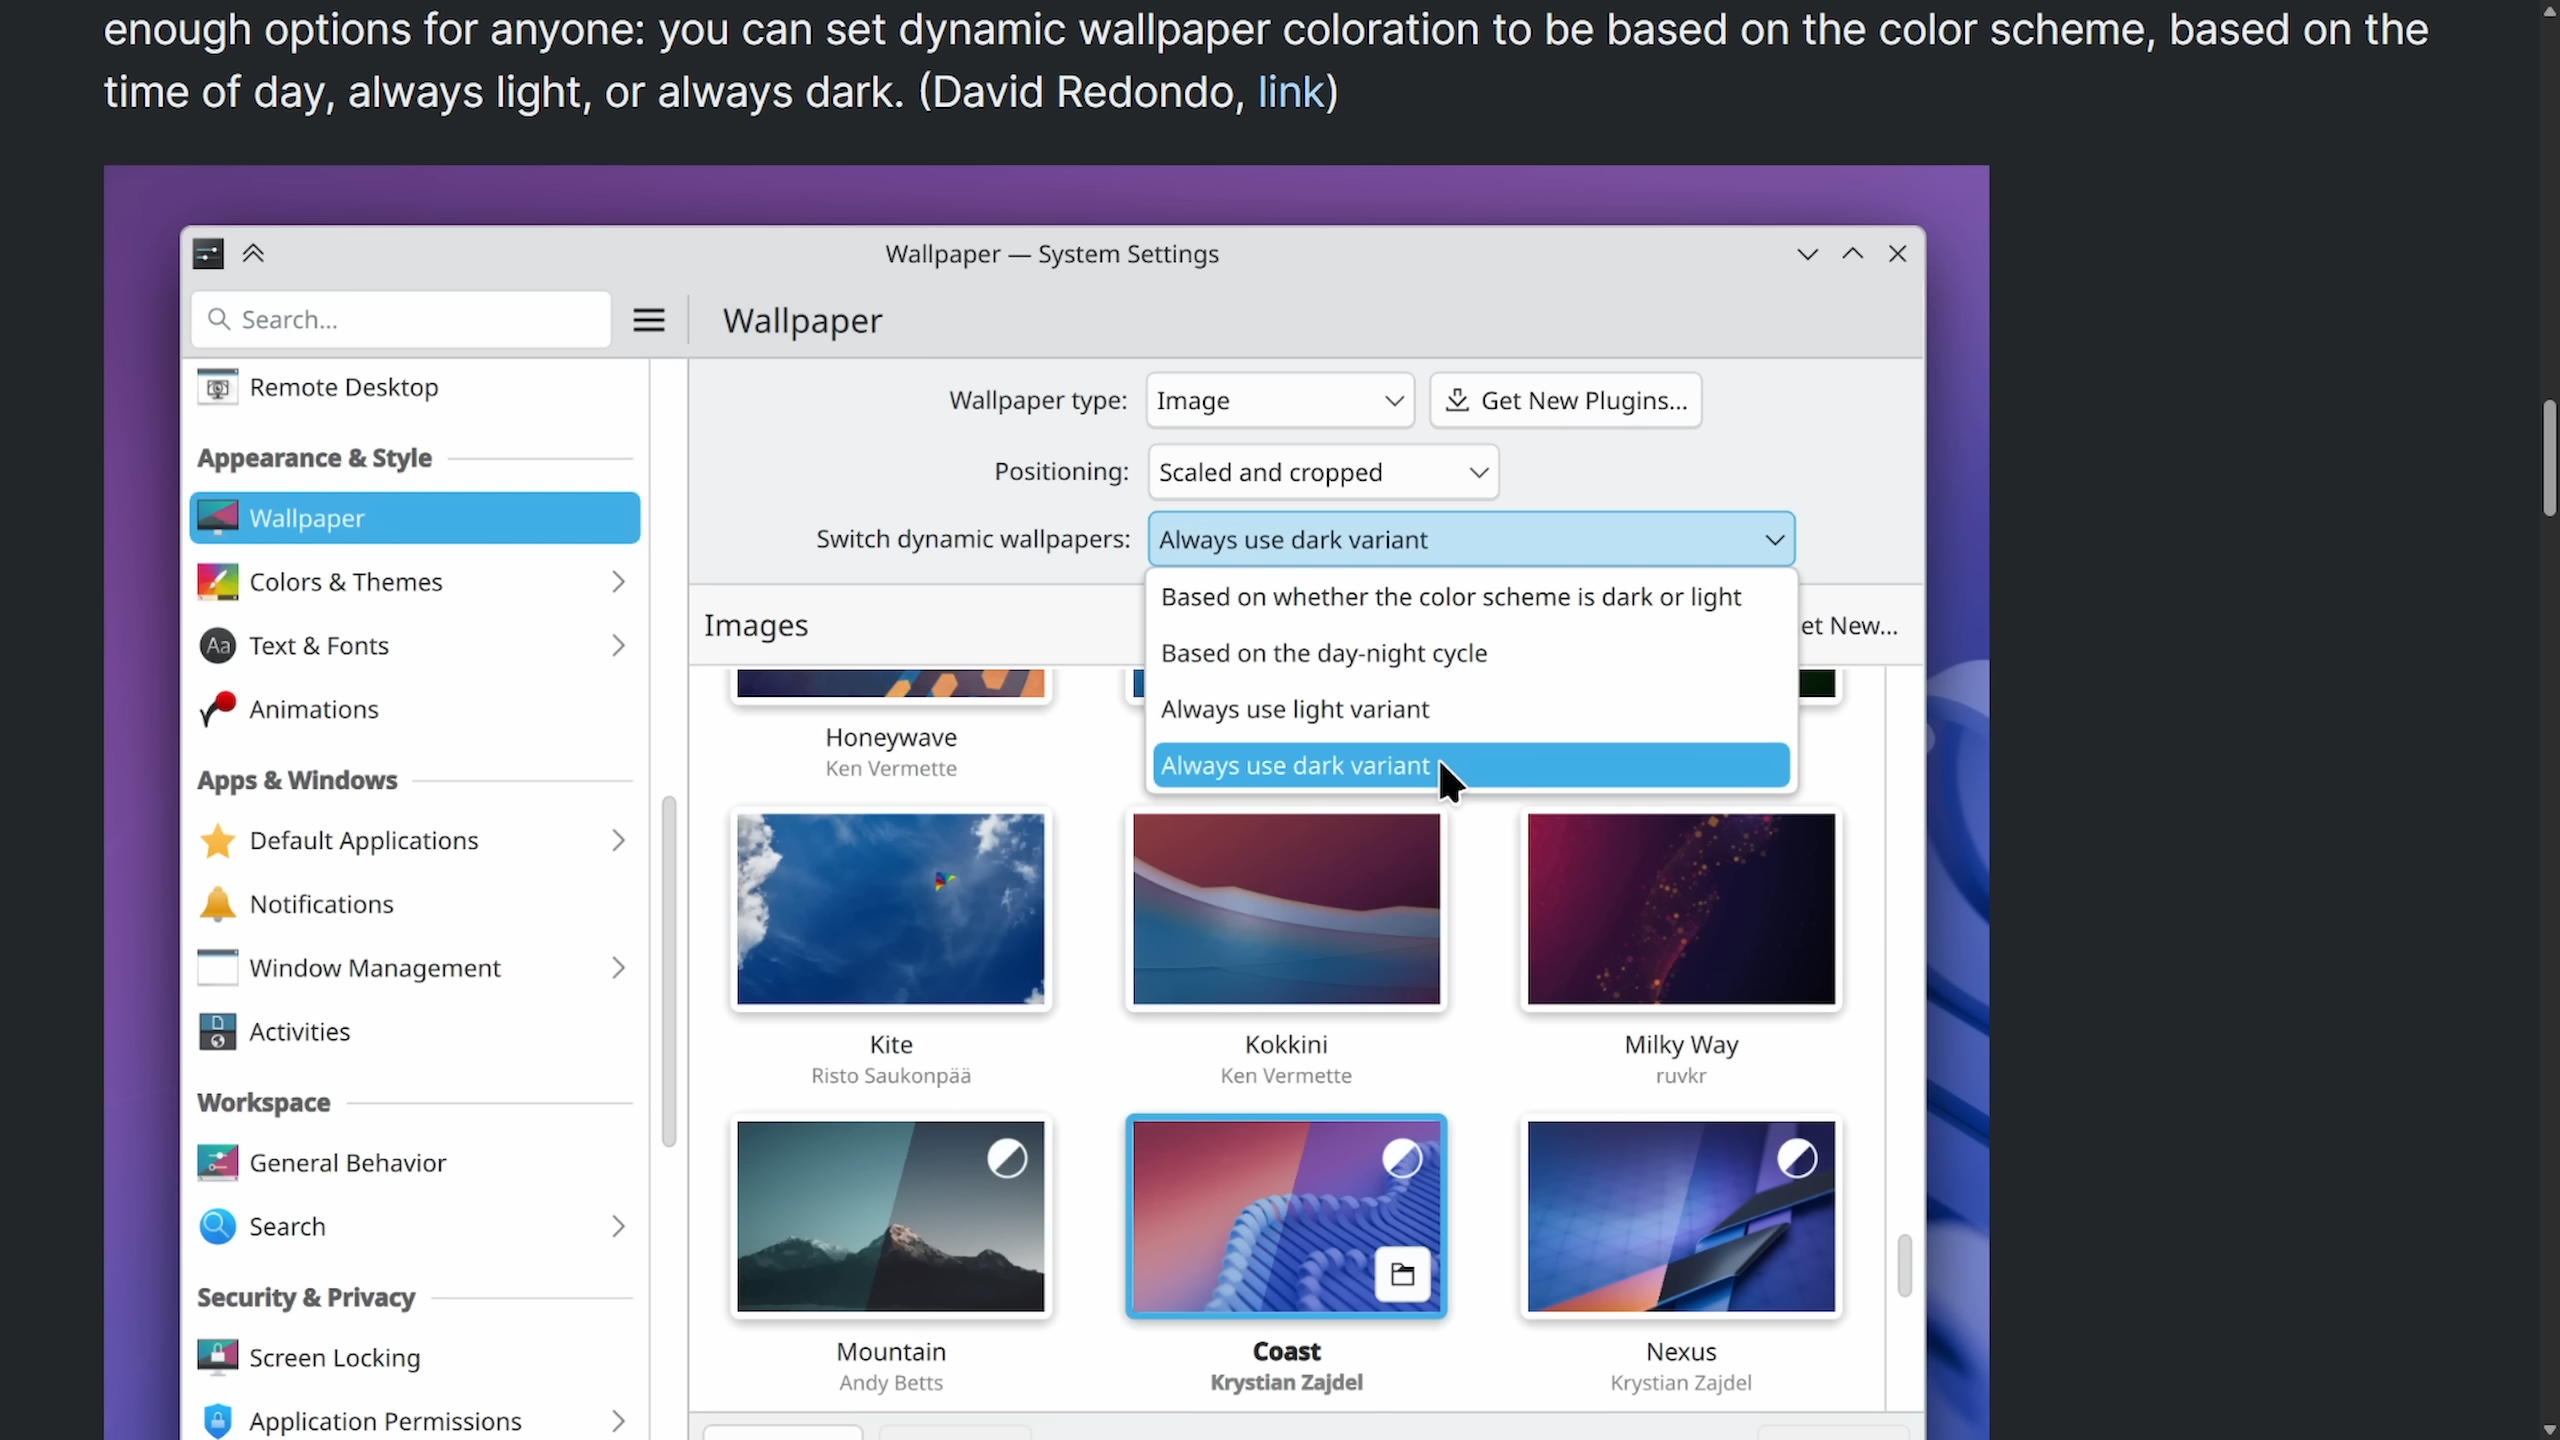 enough options for anyone: you can set dynamic wallpaper coloration to be based on the color scheme, based on the
time of day, always light, or always dark. (David Redondo, link)
Wallpaper — System Settings
Search...
Wallpaper
Remote Desktop
Appearance & Style
Wallpaper
Colors & Themes
Text & Fonts
Animations
Apps & Windows
Default Applications
Notifications
Window Management
Activities
Workspace
General Behavior
Search
Security & Privacy
Screen Locking
Application Permissions
Wallpaper type: Image Get New Plugins...
Positioning: Scaled and cropped
Switch dynamic wallpapers: Always use dark variant
Based on whether the color scheme is dark or light
Based on the day-night cycle
Always use light variant
Always use dark variant
Images et New...
Honeywave
Ken Vermette
Kite
Risto Saukonpää
Kokkini
Ken Vermette
Milky Way
ruvkr
Mountain
Andy Betts
Coast
Krystian Zajdel
Nexus
Krystian Zajdel